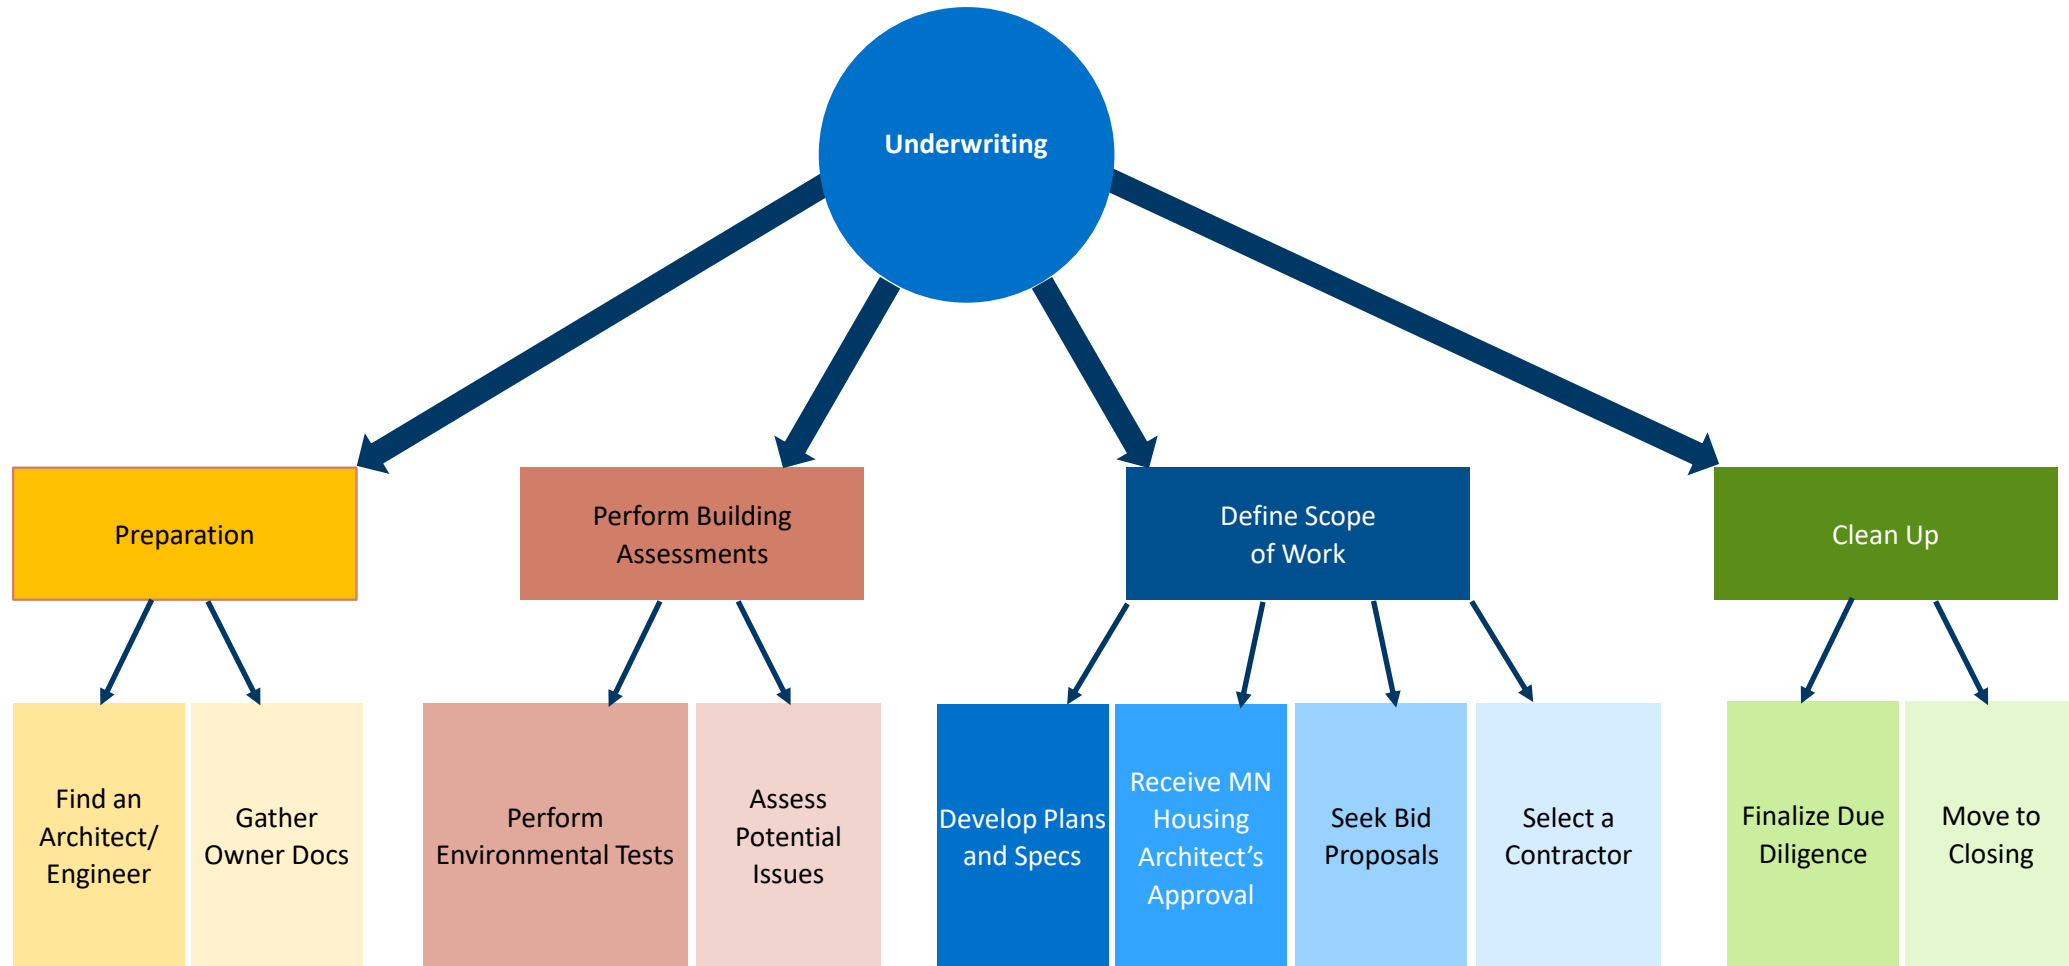 Underwriting
Preparation
Perform Building
Assessments
Define Scope
of Work
Clean Up
Find an
Architect/
Engineer
Gather
Owner Docs
Perform
Environmental Tests
Assess
Potential
Issues
Develop Plans
and Specs
Receive MN
Housing
Architect’s
Approval
Seek Bid
Proposals
Select a
Contractor
Finalize Due
Diligence
Move to
Closing